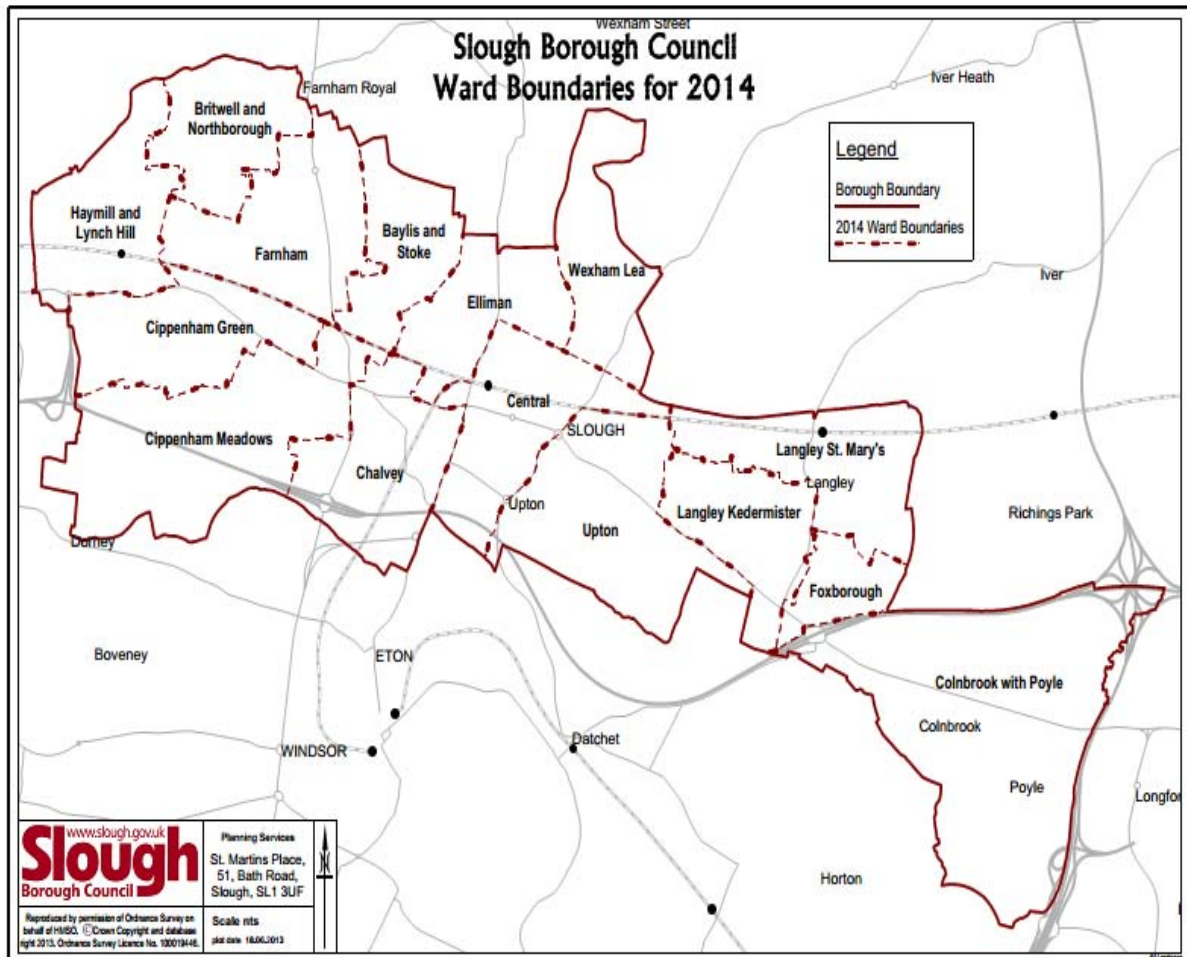 Wexham Street
Slough Borough Council
Ward Boundaries for 2014
Iver Heath
Farnham Royal
Britwell and
Northborough
Legend
Borough Boundary
2014 Ward Boundaries
Haymill and
Lynch Hill
Baylis and
Stoke
Farnham
Wexham Lea
Iver
Elliman
Cippenham Green
Central
SLOUGH
Cippenham Meadows
Langley St. Mary's
Chalvey
Langley
Upton
Langley Kedermister
Richings Park
Upton
Dorney
Foxborough
Boveney
ETON
Colnbrook with Poyle
Colnbrook
WINDSOR
Datchet
Poyle
Longfor
Horton
www.slough.gov.uk
Slough
Borough Council
Planning Services
St. Martins Place,
51, Bath Road,
Slough, SL1 3UF
Reproduced by permission of Ordnance Survey on
behalf of HMSO. © Crown Copyright and database
right 2013. Ordnance Survey Licence No. 100019446.
Scale nts
plot date 18.06.2013